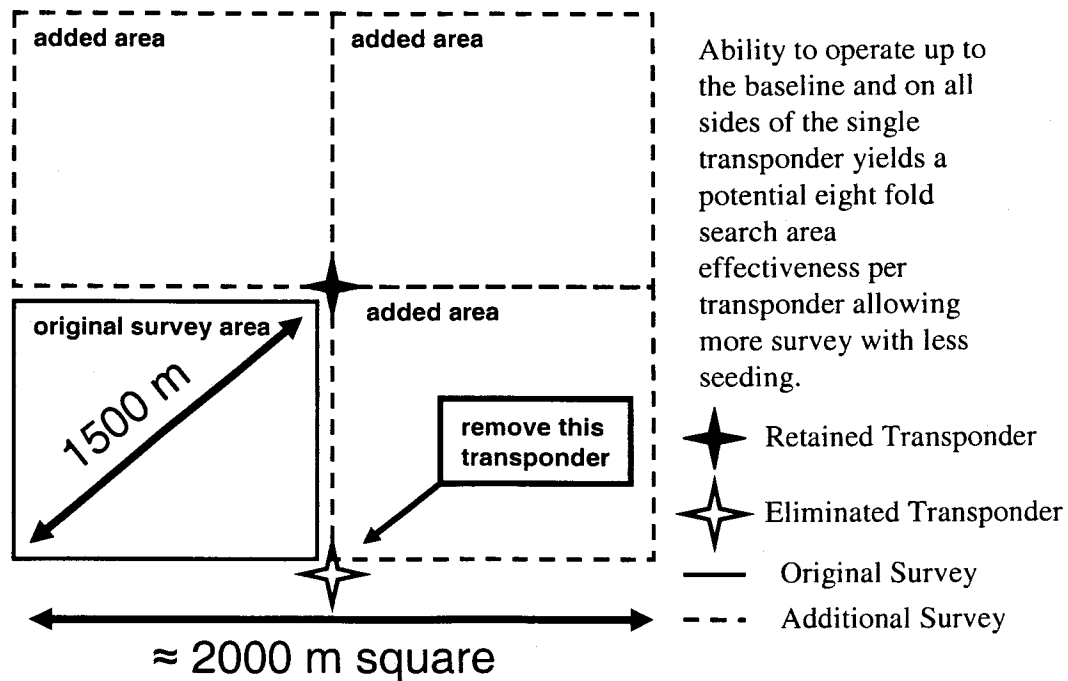 added area
added area
original survey area
1500 m
added area
remove this
transponder
≈ 2000 m square
Ability to operate up to
the baseline and on all
sides of the single
transponder yields a
potential eight fold
search area
effectiveness per
transponder allowing
more survey with less
seeding.
Retained Transponder
Eliminated Transponder
Original Survey
Additional Survey